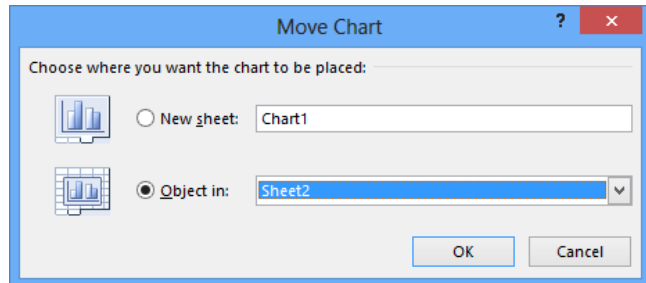 Move Chart ? ×
Choose where you want the chart to be placed:
New sheet: Chart1
Object in: Sheet2
OK Cancel